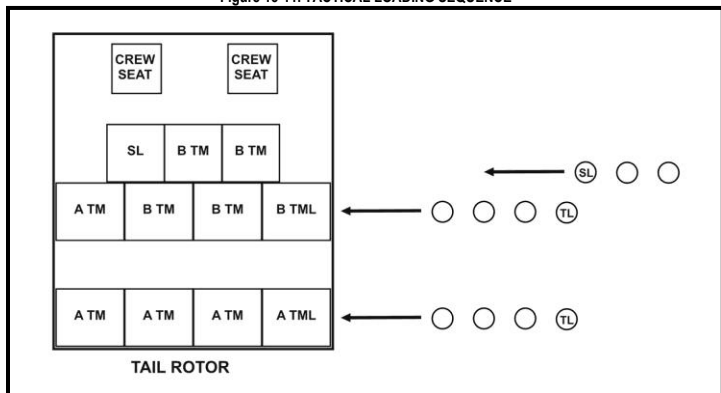 Figure 10-11. TACTICAL LOADING SEQUENCE
CREW SEAT
CREW SEAT
SL B TM B TM
SL
A TM B TM B TM B TML
TL
A TM A TM A TM A TML
TL
TAIL ROTOR